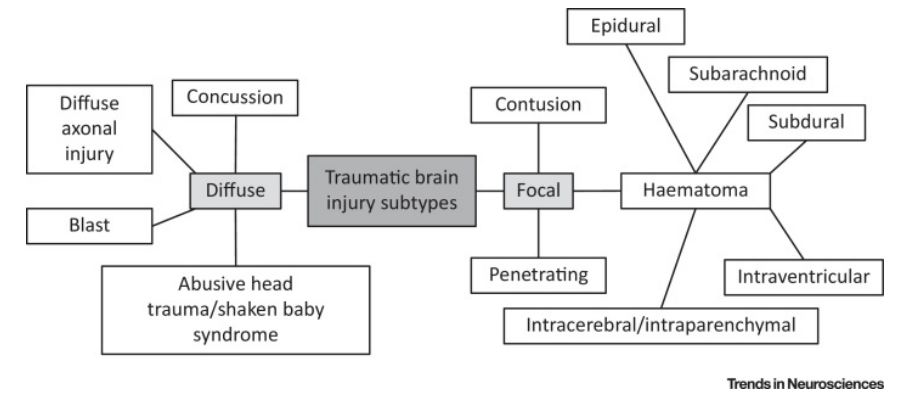 Epidural
Subarachnoid
Subdural
Diffuse
axonal
injury
Concussion
Contusion
Blast
Diffuse
Traumatic brain
injury subtypes
Focal
Haematoma
Abusive head
trauma/shaken baby
syndrome
Penetrating
Intraventricular
Intracerebral/intraparenchymal
Trends in Neurosciences